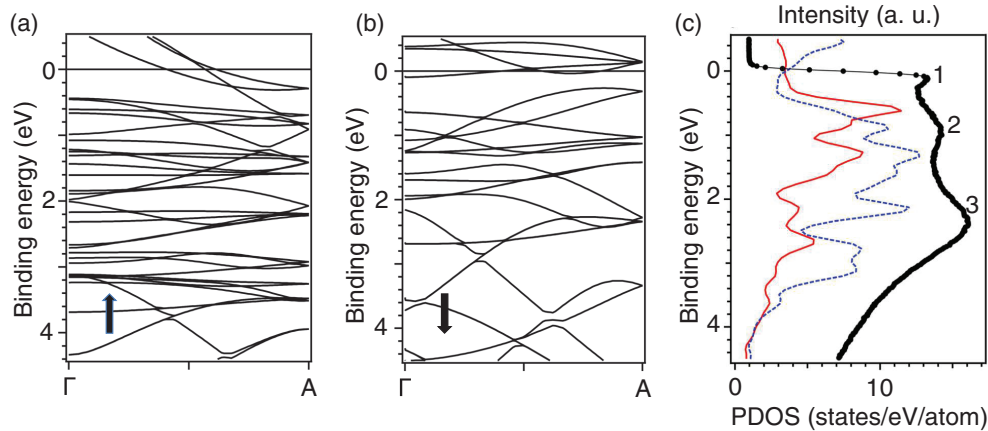 (a)
(b)
(c)
Intensity (a. u.)
0
2
4
Binding energy (eV)
Γ
A
0
2
4
Binding energy (eV)
Γ
A
0
2
4
Binding energy (eV)
1
2
3
0
10
PDOS (states/eV/atom)